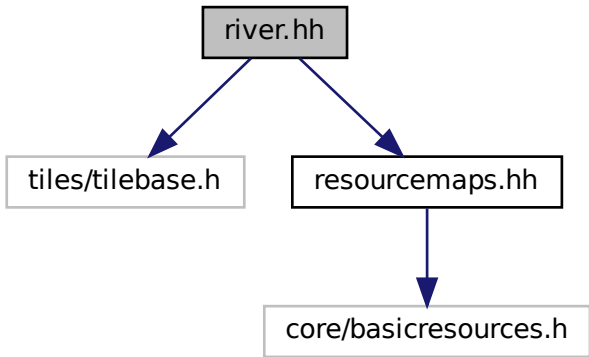 river.hh
tiles/tilebase.h
resourcemaps.hh
core/basicresources.h